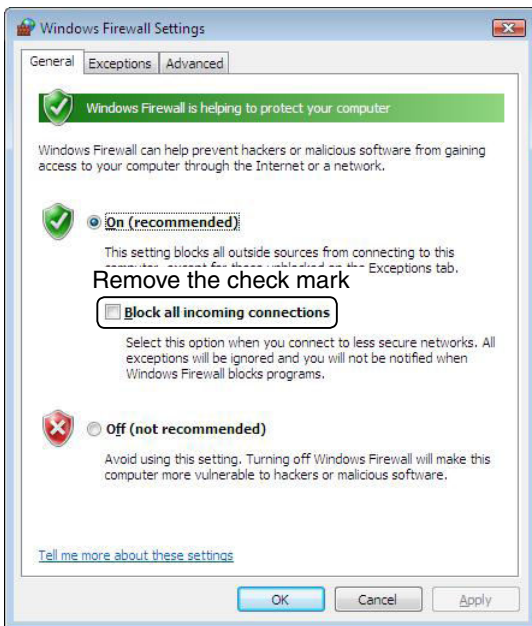 Windows Firewall Settings
General Exceptions Advanced
Windows Firewall is helping to protect your computer
Windows Firewall can help prevent hackers or malicious software from gaining
access to your computer through the Internet or a network.
On (recommended)
This setting blocks all outside sources from connecting to this
Exceptions tab.
Remove the check mark
Block all incoming connections
Select this option when you connect to less secure networks. All
exceptions will be ignored and you will not be notified when
Windows Firewall blocks programs.
Off (not recommended)
Avoid using this setting. Turning off Windows Firewall will make this
computer more vulnerable to hackers or malicious software.
Tell me more about these settings
OK Cancel Apply